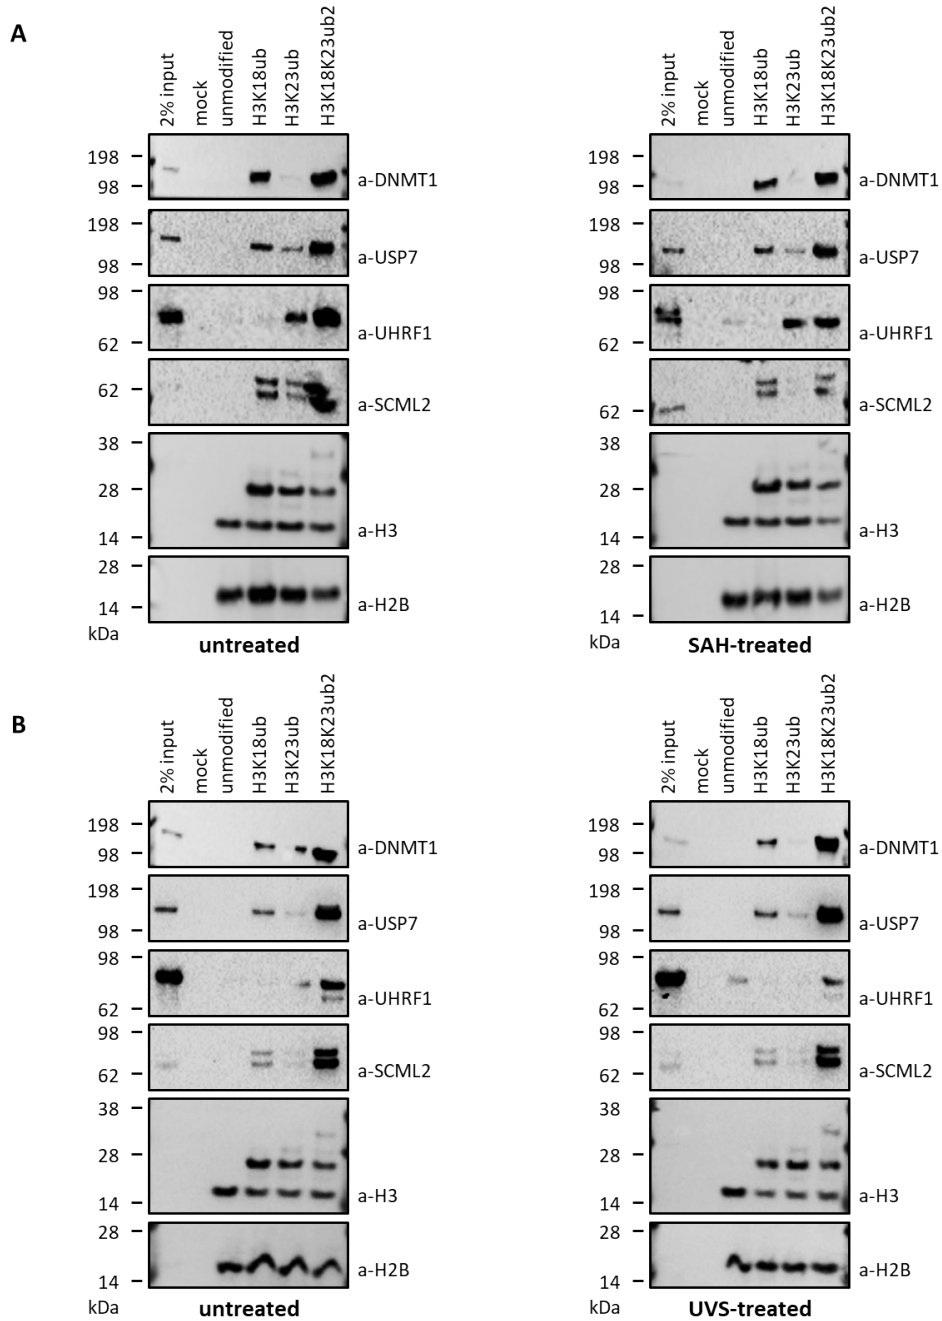 A
2% input
mock
unmodified
H3K18ub
H3K23ub
H3K18K23ub2
198
98
a-DNMT1
198
98
a-USP7
98
62
a-UHRF1
62
a-SCML2
38
28
14
a-H3
28
14
a-H2B
kDa
untreated
2% input
mock
unmodified
H3K18ub
H3K23ub
H3K18K23ub2
198
98
a-DNMT1
198
98
a-USP7
98
62
a-UHRF1
62
a-SCML2
38
28
14
a-H3
28
14
a-H2B
kDa
SAH-treated
B
2% input
mock
unmodified
H3K18ub
H3K23ub
H3K18K23ub2
198
98
a-DNMT1
198
98
a-USP7
98
62
a-UHRF1
98
62
a-SCML2
38
28
14
a-H3
28
14
a-H2B
kDa
untreated
2% input
mock
unmodified
H3K18ub
H3K23ub
H3K18K23ub2
198
98
a-DNMT1
198
98
a-USP7
98
62
a-UHRF1
98
62
a-SCML2
38
28
14
a-H3
28
14
a-H2B
kDa
UVS-treated